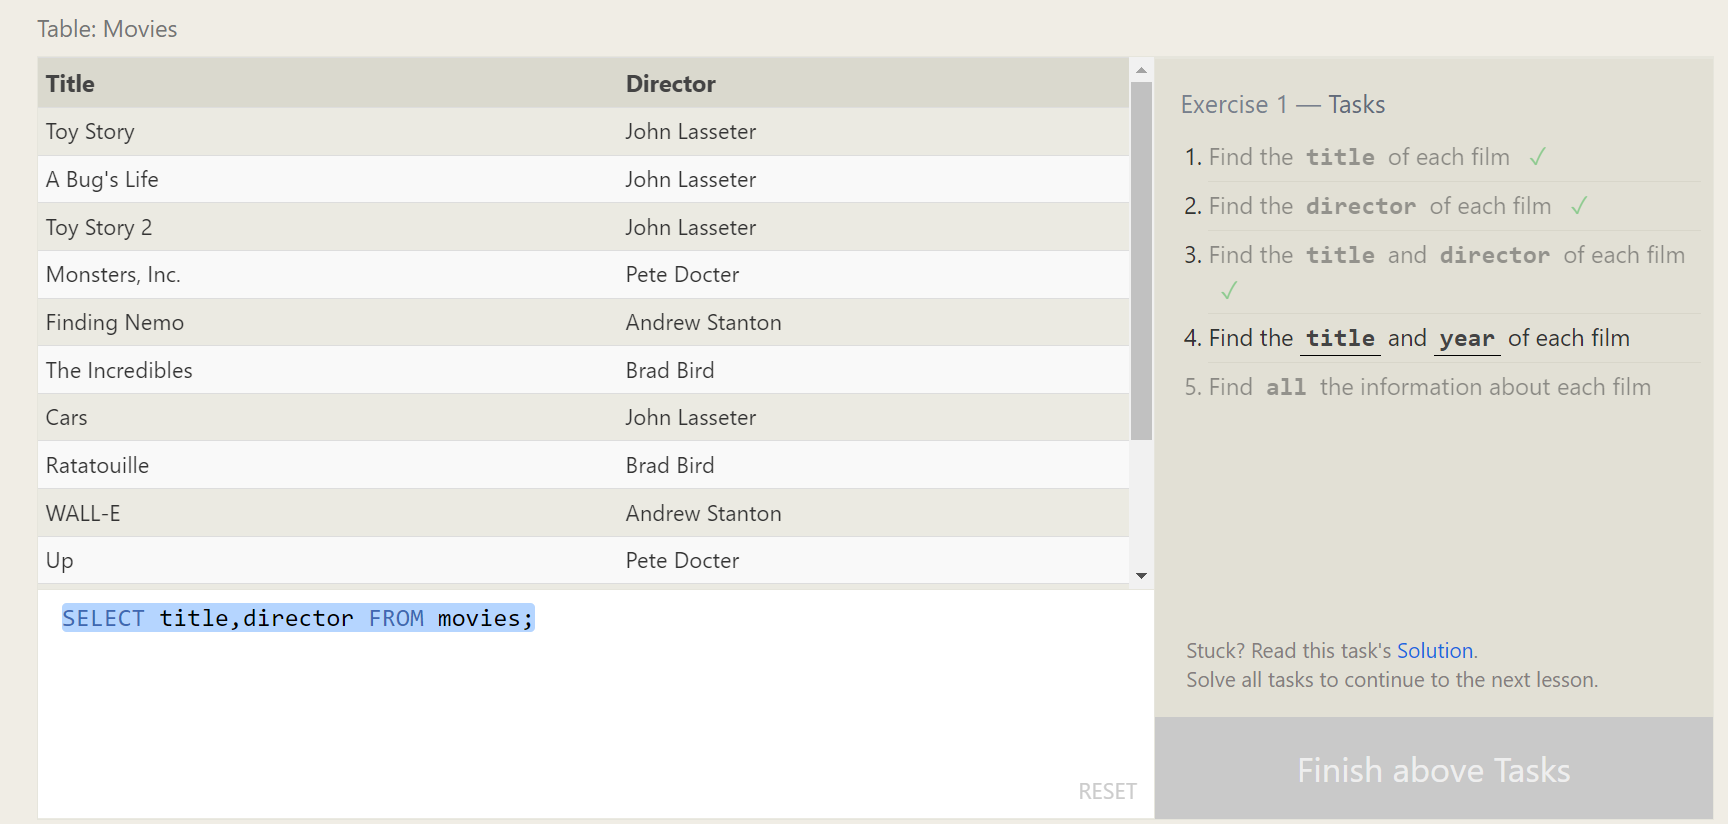 Table: Movies
Title Director
Toy Story John Lasseter
A Bug's Life John Lasseter
Toy Story 2 John Lasseter
Monsters, Inc. Pete Docter
Finding Nemo Andrew Stanton
The Incredibles Brad Bird
Cars John Lasseter
Ratatouille Brad Bird
WALL-E Andrew Stanton
Up Pete Docter
SELECT title,director FROM movies;
RESET
Exercise 1 — Tasks
1. Find the title of each film ✓
2. Find the director of each film ✓
3. Find the title and director of each film
✓
4. Find the title and year of each film
5. Find all the information about each film
Stuck? Read this task's Solution.
Solve all tasks to continue to the next lesson.
Finish above Tasks